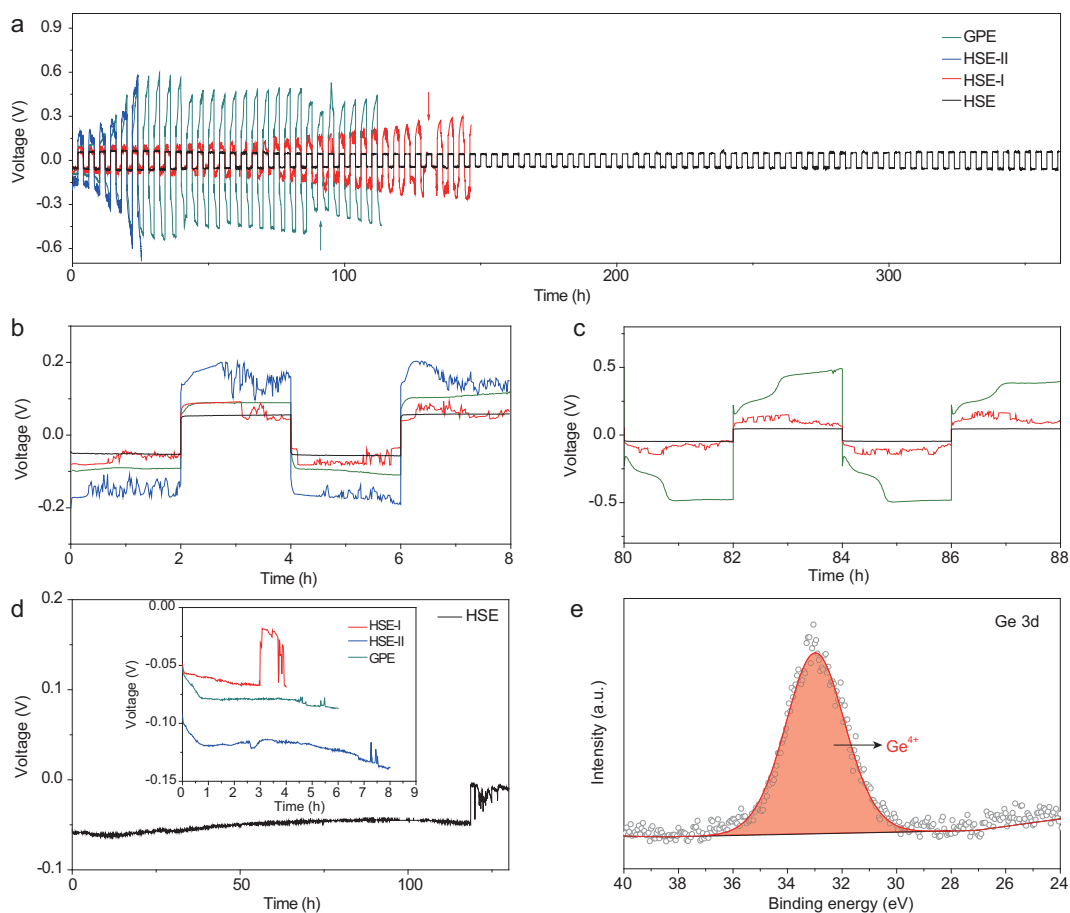 a
0.9
0.6
0.3
0.0
-0.3
-0.6
Voltage (V)
GPE
HSE-II
HSE-I
HSE
0
100
200
300
Time (h)
b
0.2
0.0
-0.2
Voltage (V)
0
2
4
6
8
Time (h)
c
0.5
0.0
-0.5
Voltage (V)
80
82
84
86
88
Time (h)
d
0.2
0.1
0.0
-0.1
Voltage (V)
HSE
0
50
100
Time (h)
0.00
-0.05
-0.10
-0.15
Voltage (V)
HSE-I
HSE-II
GPE
0 1 2 3 4 5 6 7 8 9
Time (h)
e
Ge 3d
Intensity (a.u.)
Ge⁴⁺
40 38 36 34 32 30 28 26 24
Binding energy (eV)